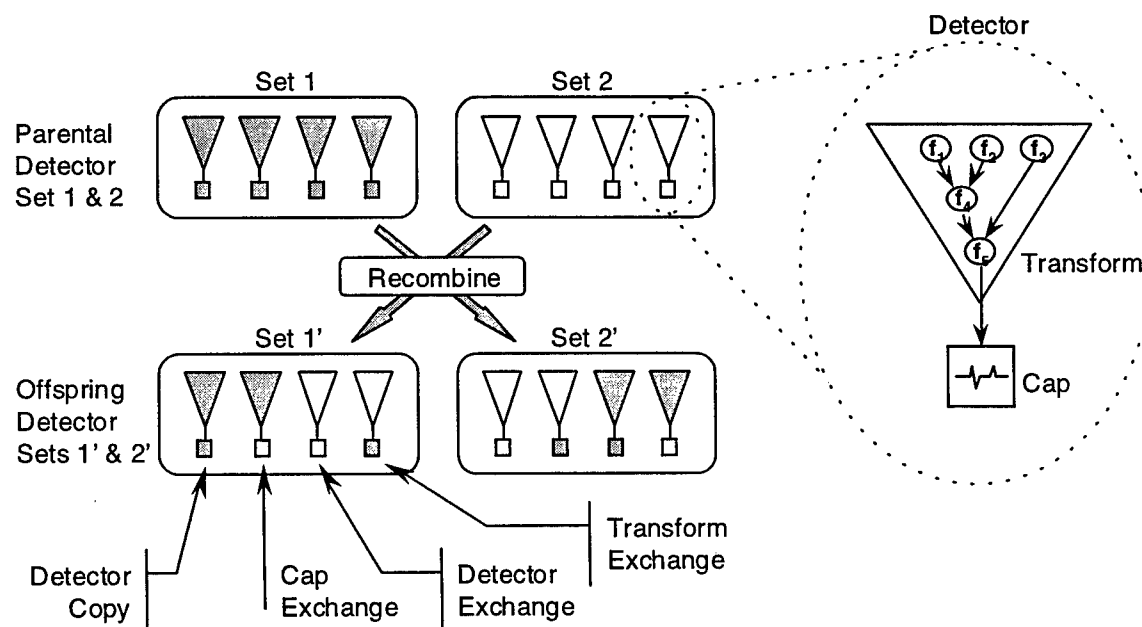 Detector
Set 1
Set 2
Parental
Detector
Set 1 & 2
f1
f2
f3
f4
f5
Transform
Recombine
Set 1'
Set 2'
Cap
Offspring
Detector
Sets 1' & 2'
Transform
Exchange
Detector
Copy
Cap
Exchange
Detector
Exchange